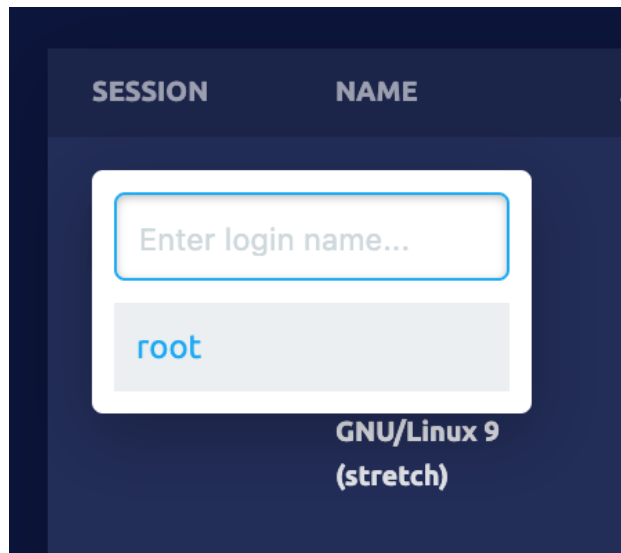 SESSION NAME
Enter login name...
root
GNU/Linux 9
(stretch)